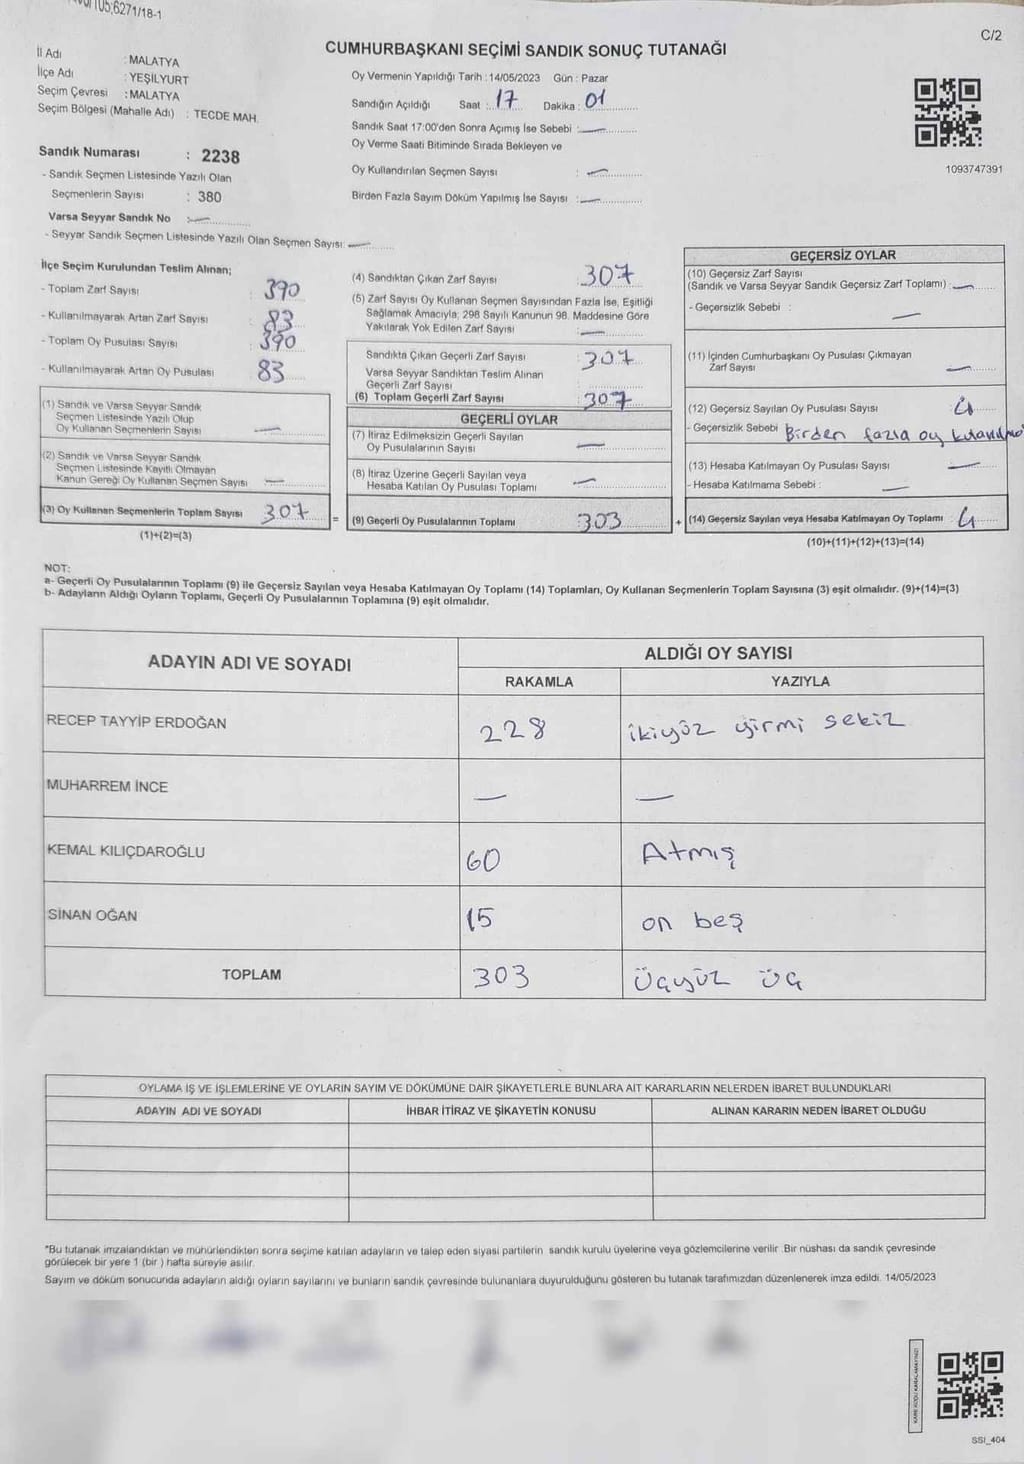 6271/18-1
C/2
CUMHURBAŞKANI SEÇİMİ SANDIK SONUÇ TUTANAĞI
İl Adı : MALATYA
İlçe Adı : YEŞİLYURT
Seçim Çevresi : MALATYA
Seçim Bölgesi (Mahalle Adı) : TECDE MAH.
Sandık Numarası : 2238
- Sandık Seçmen Listesinde Yazılı Olan
Seçmenlerin Sayısı : 380
Varsa Seyyar Sandık No : —
- Seyyar Sandık Seçmen Listesinde Yazılı Olan Seçmen Sayısı: —
Oy Vermenin Yapıldığı Tarih : 14/05/2023 Gün : Pazar
Sandığın Açıldığı Saat : 17 Dakika : 01
Sandık Saat 17:00'den Sonra Açımış İse Sebebi : —
Oy Verme Saati Bitiminde Sırada Bekleyen ve
Oy Kullandırılan Seçmen Sayısı : —
Birden Fazla Sayım Döküm Yapılmış İse Sayısı : —
1093747391
İlçe Seçim Kurulundan Teslim Alınan;
- Toplam Zarf Sayısı : 390
- Kullanılmayarak Artan Zarf Sayısı : 83
- Toplam Oy Pusulası Sayısı : 390
- Kullanılmayarak Artan Oy Pusulası : 83
(1) Sandık ve Varsa Seyyar Sandık
Seçmen Listesinde Yazılı Olup
Oy Kullanan Seçmenlerin Sayısı —
(2) Sandık ve Varsa Seyyar Sandık
Seçmen Listesinde Kayıtlı Olmayan
Kanun Gereği Oy Kullanan Seçmen Sayısı —
(3) Oy Kullanan Seçmenlerin Toplam Sayısı 307
(1)+(2)=(3)
=
(4) Sandıktan Çıkan Zarf Sayısı : 307
(5) Zarf Sayısı Oy Kullanan Seçmen Sayısından Fazla İse, Eşitliği
Sağlamak Amacıyla; 298 Sayılı Kanunun 98. Maddesine Göre
Yakılarak Yok Edilen Zarf Sayısı : —
Sandıkta Çıkan Geçerli Zarf Sayısı : 307
Varsa Seyyar Sandıktan Teslim Alınan
Geçerli Zarf Sayısı :
(6) Toplam Geçerli Zarf Sayısı : 307
GEÇERLİ OYLAR
(7) İtiraz Edilmeksizin Geçerli Sayılan
Oy Pusulalarının Sayısı —
(8) İtiraz Üzerine Geçerli Sayılan veya
Hesaba Katılan Oy Pusulası Toplamı —
(9) Geçerli Oy Pusulalarının Toplamı : 303
+
GEÇERSİZ OYLAR
(10) Geçersiz Zarf Sayısı
(Sandık ve Varsa Seyyar Sandık Geçersiz Zarf Toplamı) : —
- Geçersizlik Sebebi : —
(11) İçinden Cumhurbaşkanı Oy Pusulası Çıkmayan
Zarf Sayısı —
(12) Geçersiz Sayılan Oy Pusulası Sayısı : 4
- Geçersizlik Sebebi : Birden fazla oy
(13) Hesaba Katılmayan Oy Pusulası Sayısı : —
- Hesaba Katılmama Sebebi : —
(14) Geçersiz Sayılan veya Hesaba Katılmayan Oy Toplamı : 4
(10)+(11)+(12)+(13)=(14)
NOT:
a- Geçerli Oy Pusulalarının Toplamı (9) ile Geçersiz Sayılan veya Hesaba Katılmayan Oy Toplamı (14) Toplamları, Oy Kullanan Seçmenlerin Toplam Sayısına (3) eşit olmalıdır. (9)+(14)=(3)
b- Adayların Aldığı Oyların Toplamı, Geçerli Oy Pusulalarının Toplamına (9) eşit olmalıdır.
ADAYIN ADI VE SOYADI
ALDIĞI OY SAYISI
RAKAMLA YAZIYLA
RECEP TAYYİP ERDOĞAN 228 ikiyüz yirmi sekiz
MUHARREM İNCE — —
KEMAL KILIÇDAROĞLU 60 Atmış
SİNAN OĞAN 15 on beş
TOPLAM 303 Üçyüz üç
OYLAMA İŞ VE İŞLEMLERİNE VE OYLARIN SAYIM VE DÖKÜMÜNE DAİR ŞİKAYETLERLE BUNLARA AİT KARARLARIN NELERDEN İBARET BULUNDUKLARI
ADAYIN ADI VE SOYADI İHBAR İTİRAZ VE ŞİKAYETİN KONUSU ALINAN KARARIN NEDEN İBARET OLDUĞU
*Bu tutanak imzalandıktan ve mühürlendikten sonra seçime katılan adayların ve talep eden siyasi partilerin sandık kurulu üyelerine veya gözlemcilerine verilir. Bir nüshası da sandık çevresinde
görülecek bir yere 1 (bir ) hafta süreyle asılır.
Sayım ve döküm sonucunda adayların aldığı oyların sayılarını ve bunların sandık çevresinde bulunanlara duyurulduğunu gösteren bu tutanak tarafımızdan düzenlenerek imza edildi. 14/05/2023
KARE KODU KARALAMAYINIZ!
SSI_404